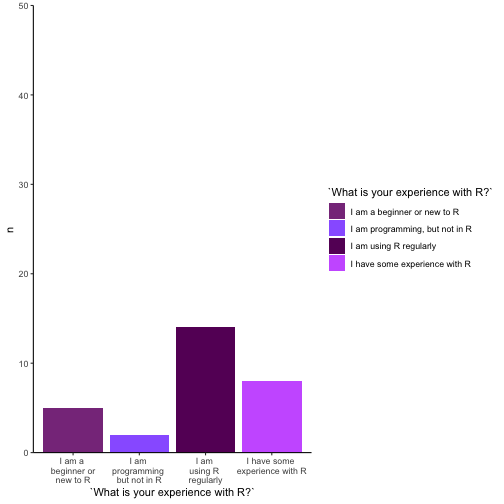 50
40
30
20
10
0
n
I am a
beginner or
new to R
I am
programming
but not in R
I am
using R
regularly
I have some
experience with R
`What is your experience with R?`
`What is your experience with R?`
I am a beginner or new to R
I am programming, but not in R
I am using R regularly
I have some experience with R